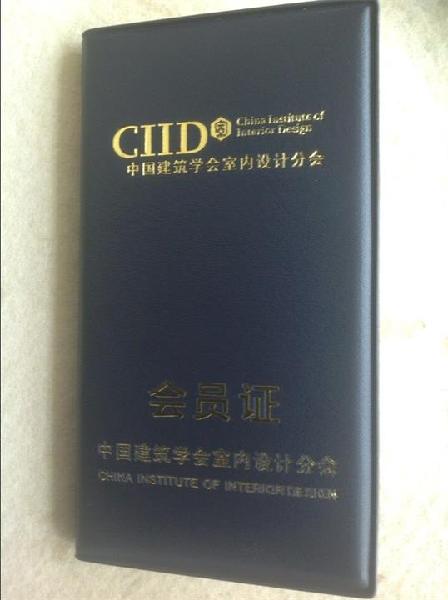 CIID China Institute of
Interior Design
中国建筑学会室内设计分会
会员证
中国建筑学会室内设计分会
CHINA INSTITUTE OF INTERIOR DESIGN